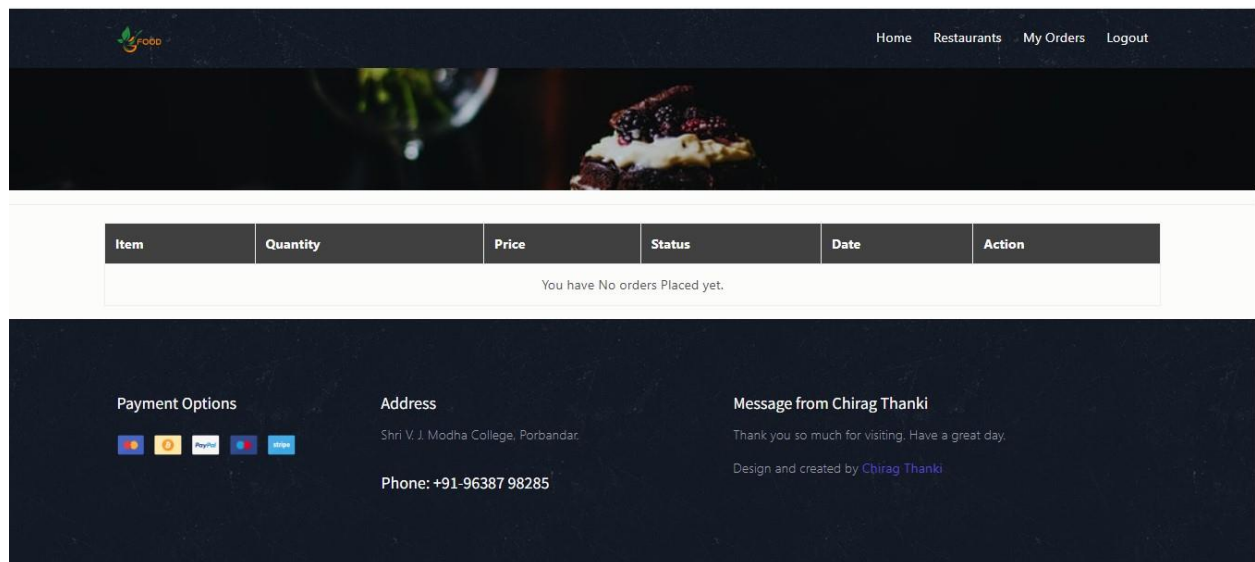 FOOD
Home Restaurants My Orders Logout
Item Quantity Price Status Date Action
You have No orders Placed yet.
Payment Options
PayPal stripe
Address
Shri V. J. Modha College, Porbandar.
Phone: +91-96387 98285
Message from Chirag Thanki
Thank you so much for visiting. Have a great day.
Design and created by Chirag Thanki